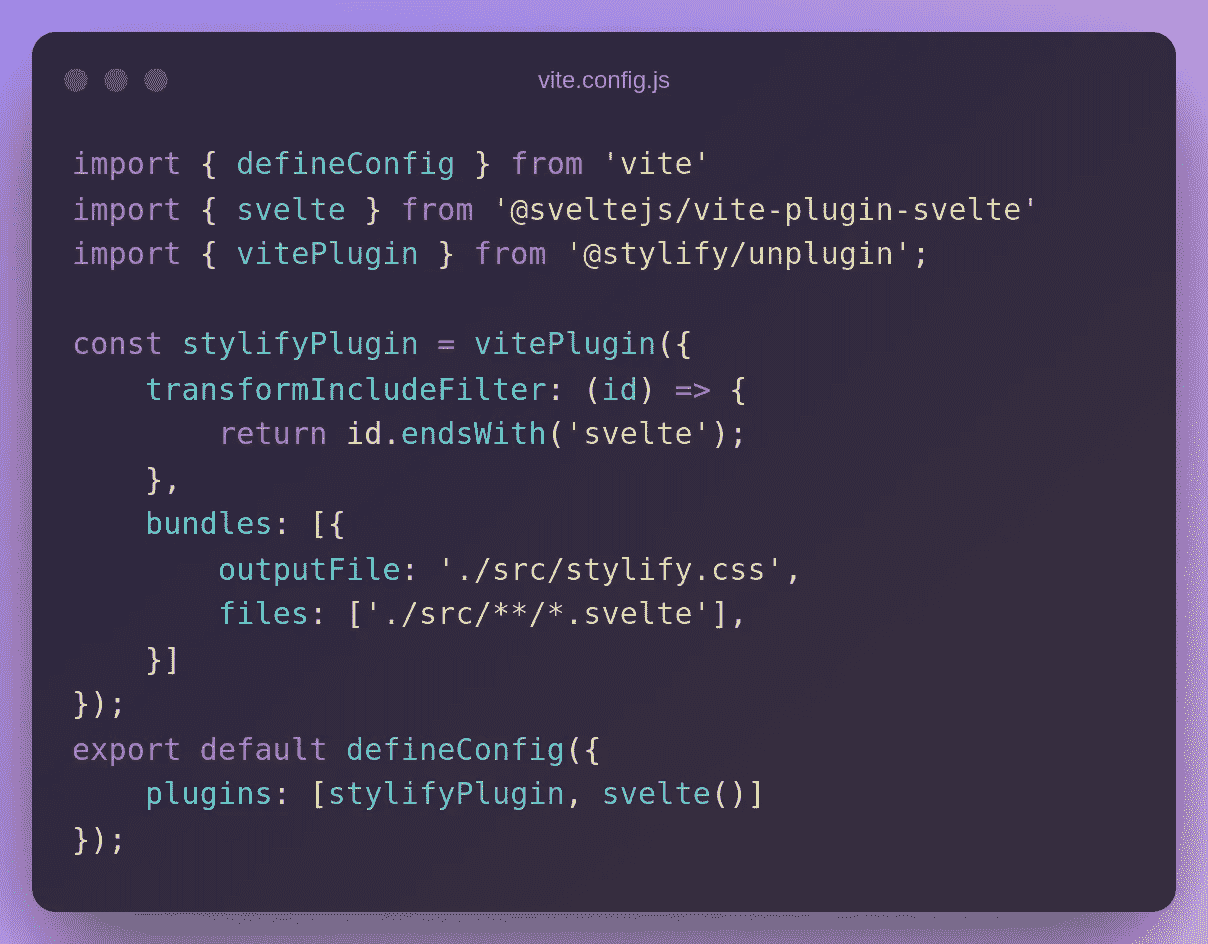 vite.config.js
import { defineConfig } from 'vite'
import { svelte } from '@sveltejs/vite-plugin-svelte'
import { vitePlugin } from '@stylify/unplugin';

const stylifyPlugin = vitePlugin({
    transformIncludeFilter: (id) => {
        return id.endsWith('svelte');
    },
    bundles: [{
        outputFile: './src/stylify.css',
        files: ['./src/**/*.svelte'],
    }]
});
export default defineConfig({
    plugins: [stylifyPlugin, svelte()]
});